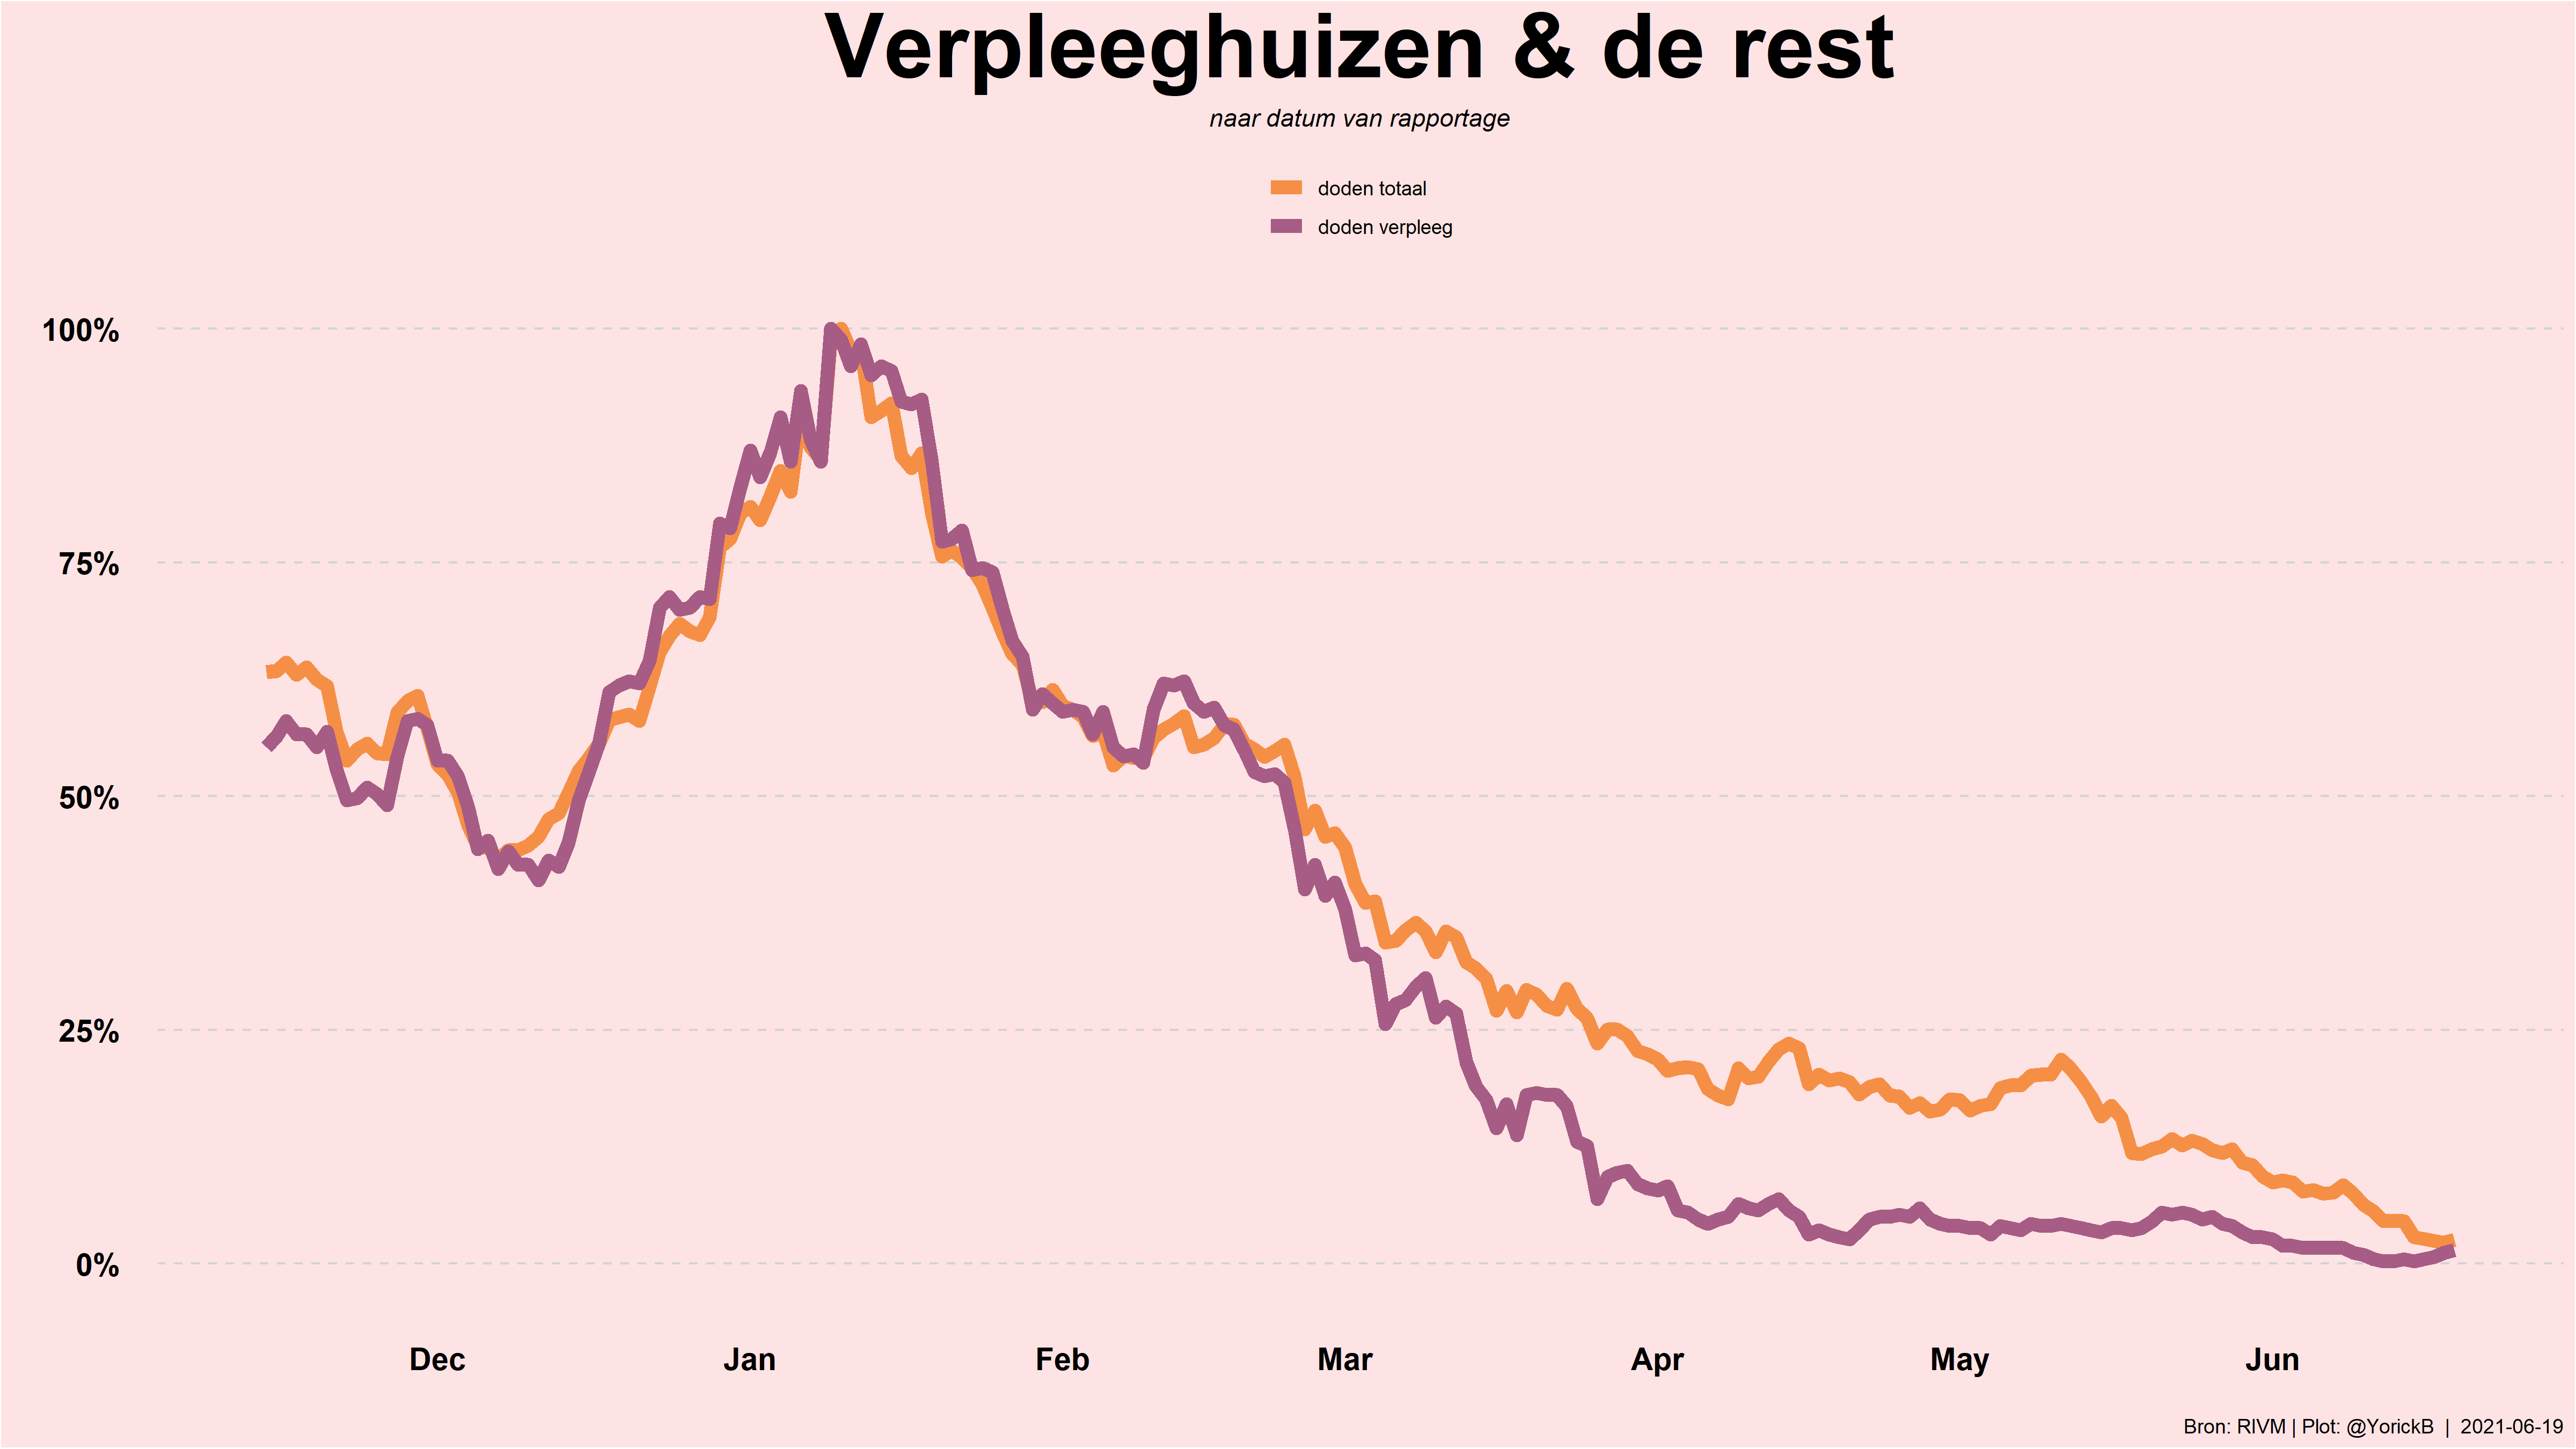 Verpleeghuizen & de rest
naar datum van rapportage
doden totaal
doden verpleeg
100%
75%
50%
25%
0%
Dec Jan Feb Mar Apr May Jun
Bron: RIVM | Plot: @YorickB | 2021-06-19